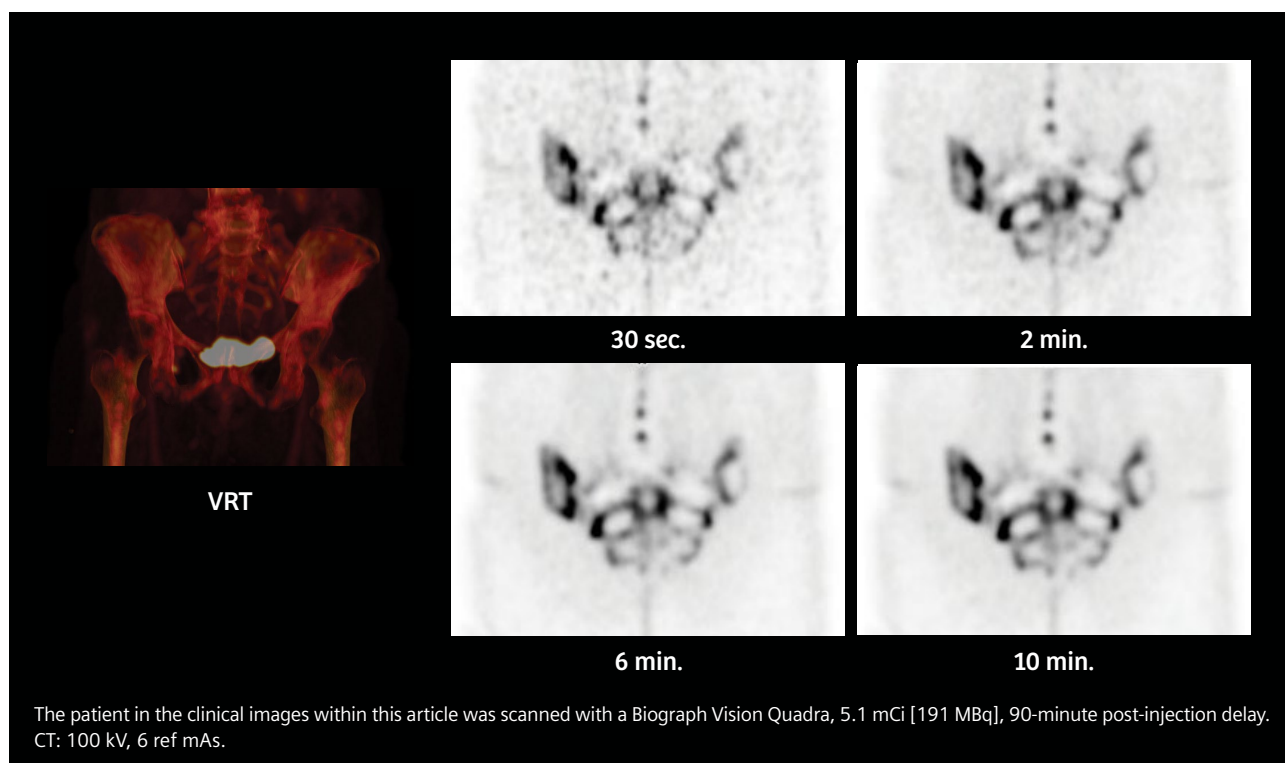 30 sec.
2 min.
VRT
6 min.
10 min.
The patient in the clinical images within this article was scanned with a Biograph Vision Quadra, 5.1 mCi [191 MBq], 90-minute post-injection delay.
CT: 100 kV, 6 ref mAs.